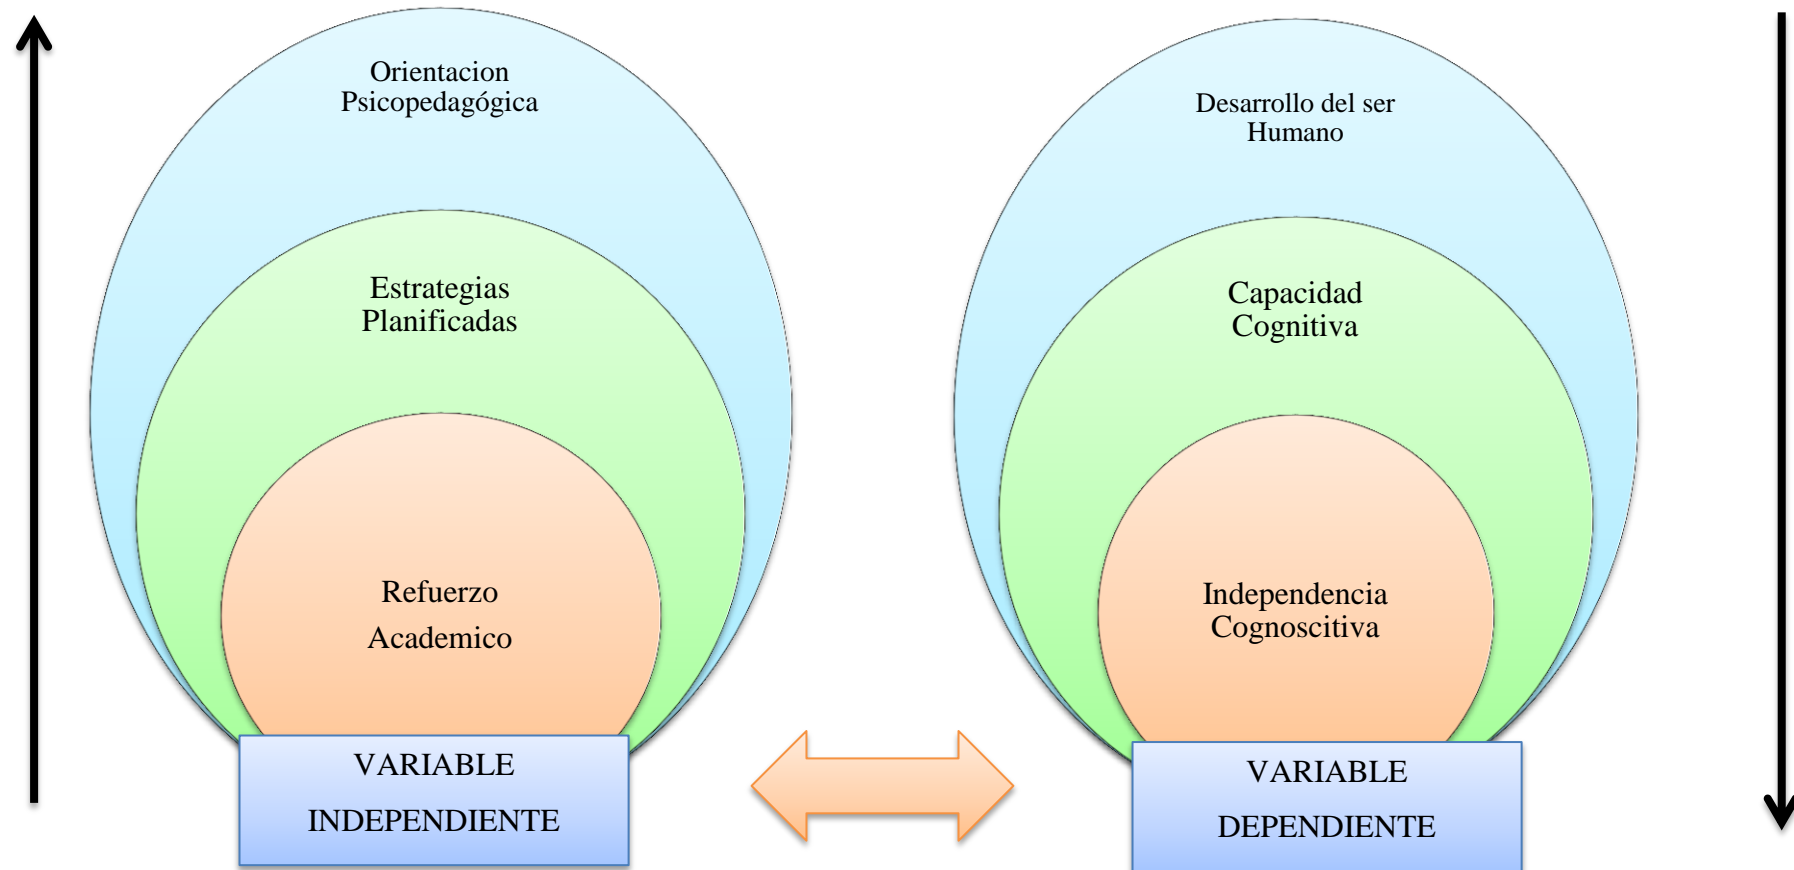 Orientacion
Psicopedagógica
Estrategias
Planificadas
Refuerzo
Academico
VARIABLE
INDEPENDIENTE
Desarrollo del ser
Humano
Capacidad
Cognitiva
Independencia
Cognoscitiva
VARIABLE
DEPENDIENTE